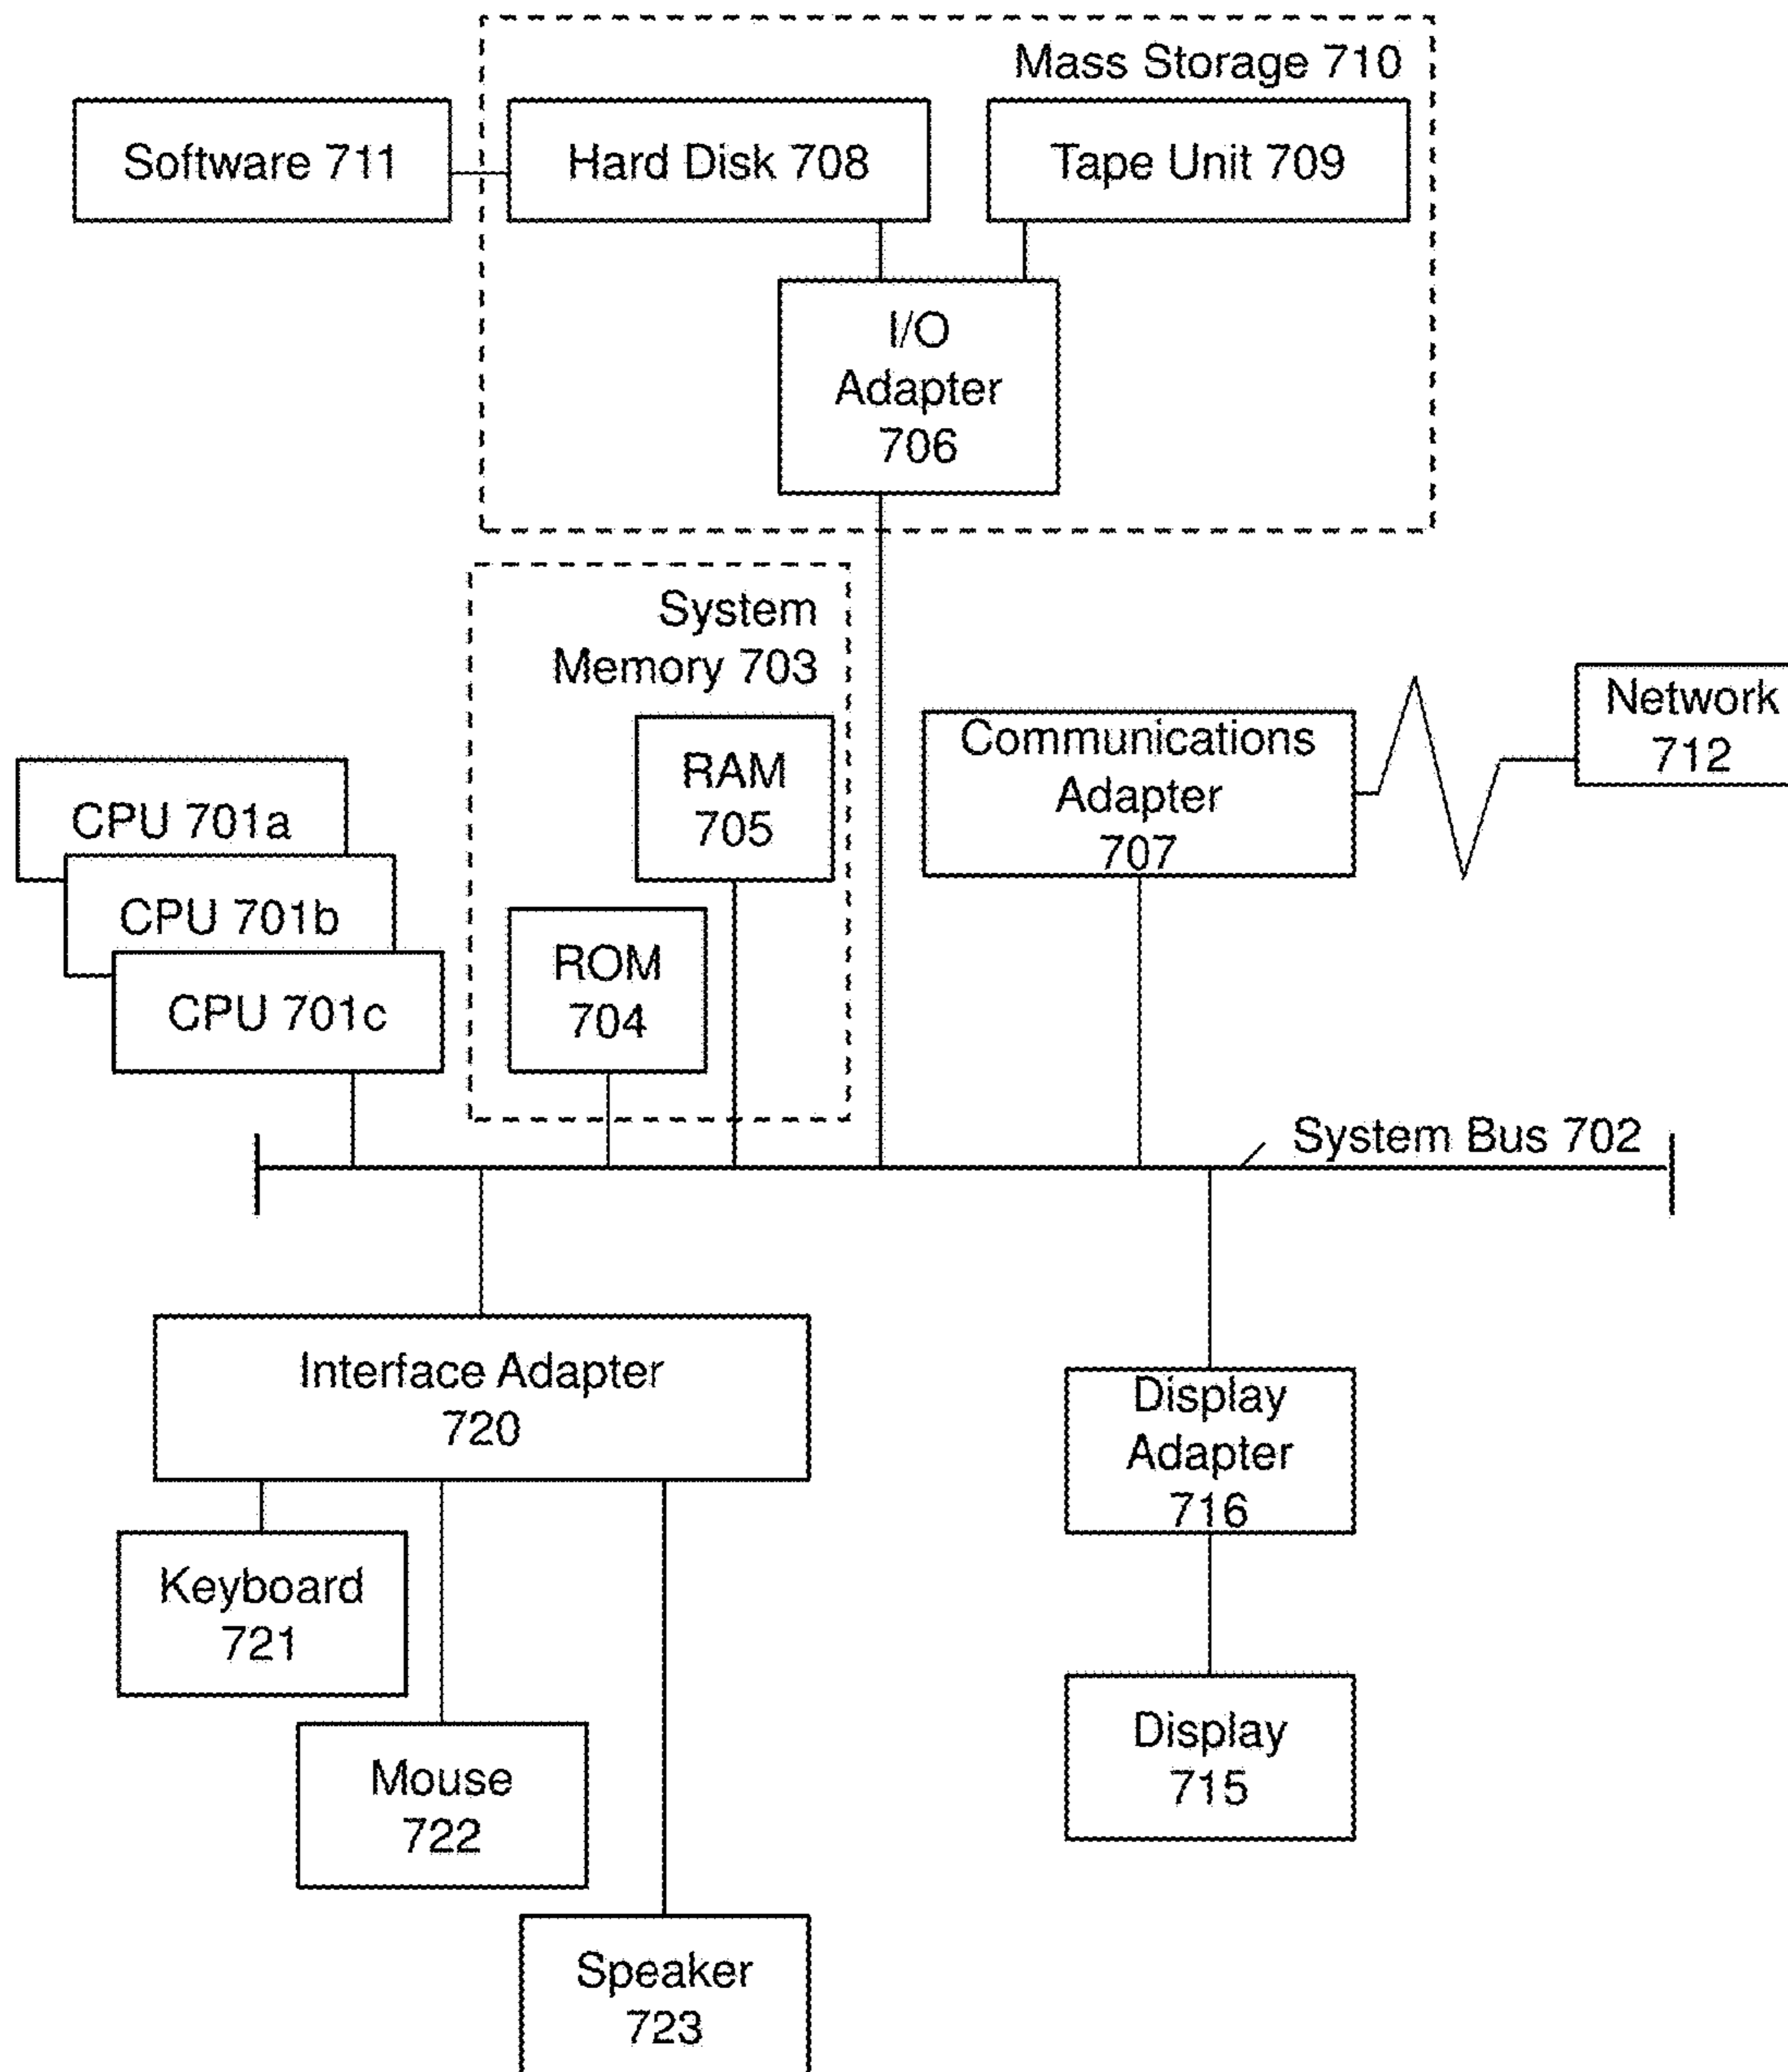 Mass Storage 710
Software 711
Hard Disk 708
Tape Unit 709
I/O
Adapter
706
System
Memory 703
RAM
705
ROM
704
Communications
Adapter
707
Network
712
CPU 701a
CPU 701b
CPU 701c
System Bus 702
Interface Adapter
720
Display
Adapter
716
Keyboard
721
Mouse
722
Display
715
Speaker
723